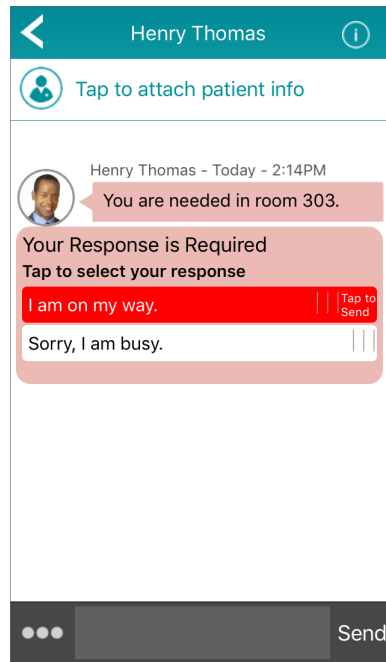 Henry Thomas
Tap to attach patient info
Henry Thomas - Today - 2:14PM
You are needed in room 303.
Your Response is Required
Tap to select your response
I am on my way.
Tap to
Send
Sorry, I am busy.
Send